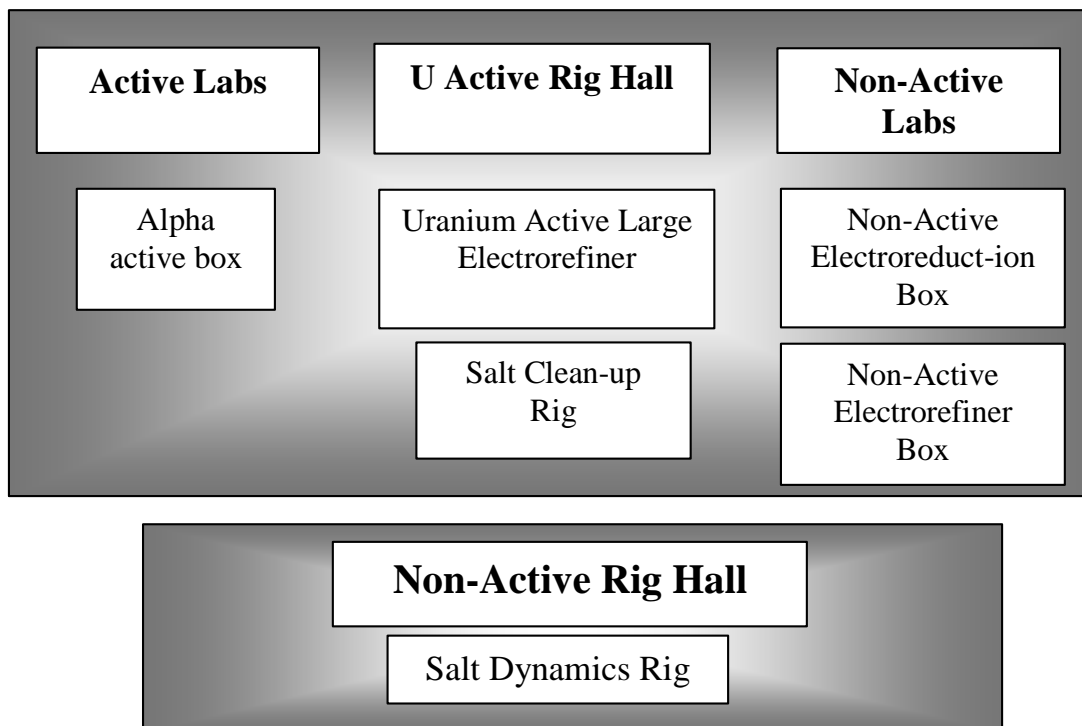 Active Labs
Alpha
active box
U Active Rig Hall
Uranium Active Large
Electrorefiner
Salt Clean-up
Rig
Non-Active
Labs
Non-Active
Electroreduct-ion
Box
Non-Active
Electrorefiner
Box
Non-Active Rig Hall
Salt Dynamics Rig